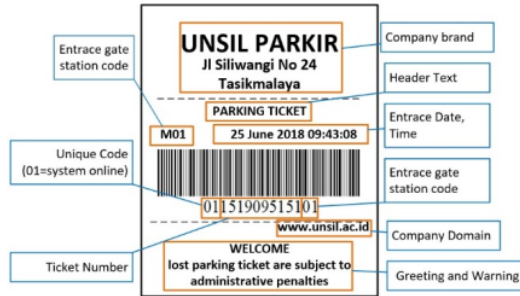 UNSIL PARKIR
Jl Siliwangi No 24
Tasikmalaya
PARKING TICKET
M01 25 June 2018 09:43:08
01151909515101
www.unsil.ac.id
WELCOME
lost parking ticket are subject to
administrative penalties
Entrace gate
station code
Unique Code
(01=system online)
Ticket Number
Company brand
Header Text
Entrace Date,
Time
Entrace gate
station code
Company Domain
Greeting and Warning